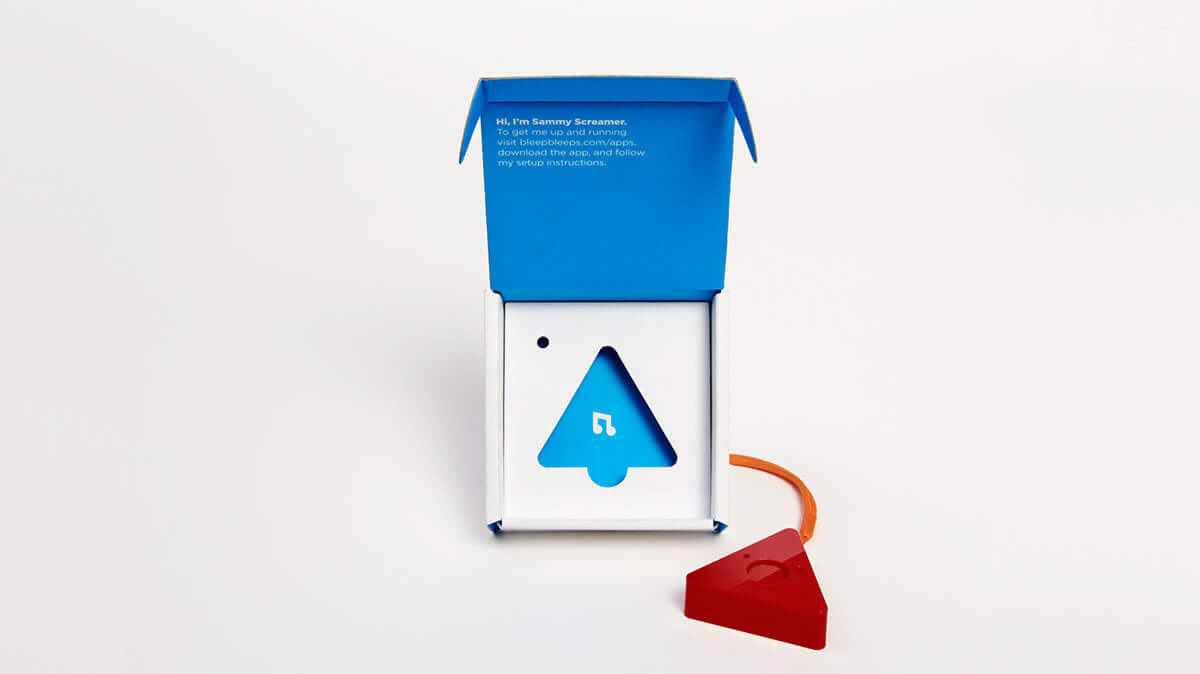 Hi, I'm Sammy Screamer.
To get me up and running
visit bleepbleeps.com/apps,
download the app, and follow
my setup instructions.